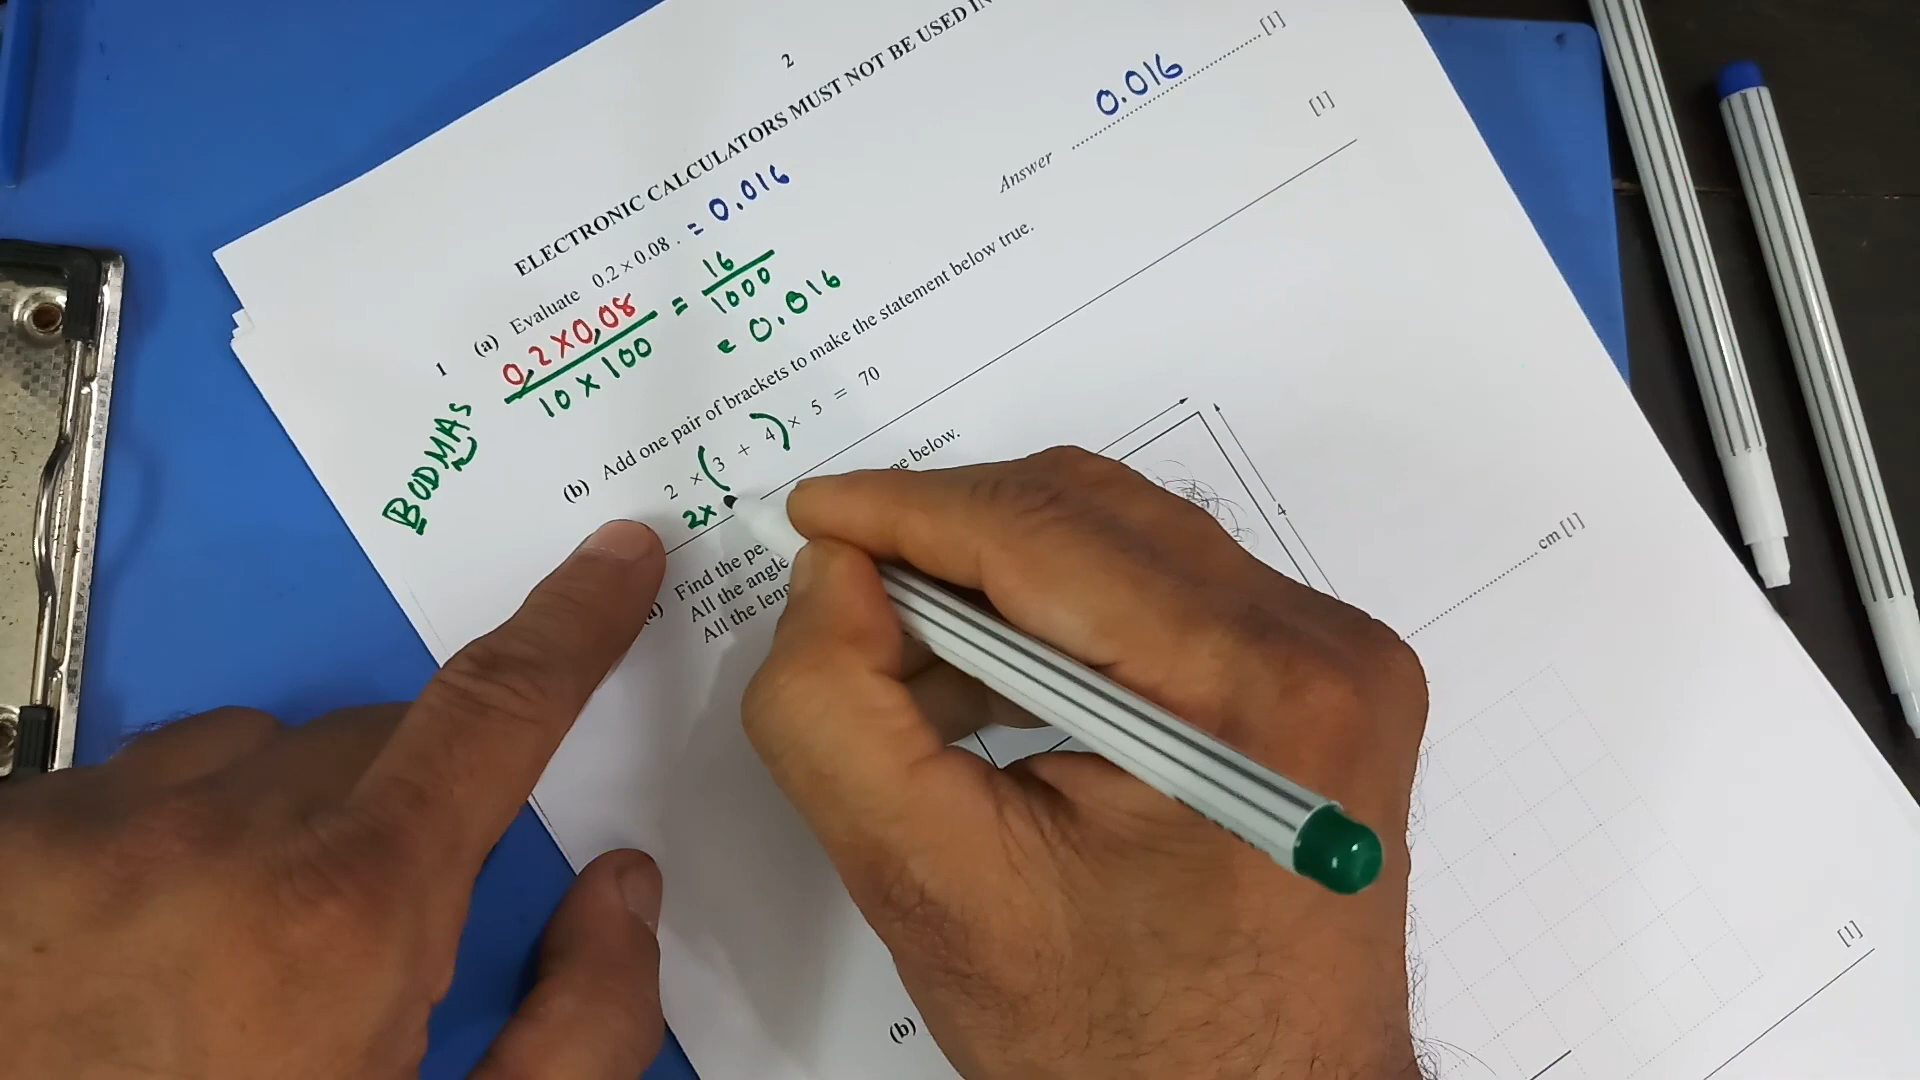 2
ELECTRONIC CALCULATORS MUST NOT BE USED IN
1 (a) Evaluate 0.2 × 0.08 . = 0.016
0.2 × 0.08 = 16
10 × 100 1000
= 0.016
Answer 0.016 [1]
BODMAS
(b) Add one pair of brackets to make the statement below true.
2 × (3 + 4) × 5 = 70
2×
[1]
Find the pe
ne below.
All the angle
All the leng
4
cm [1]
(b)
[1]